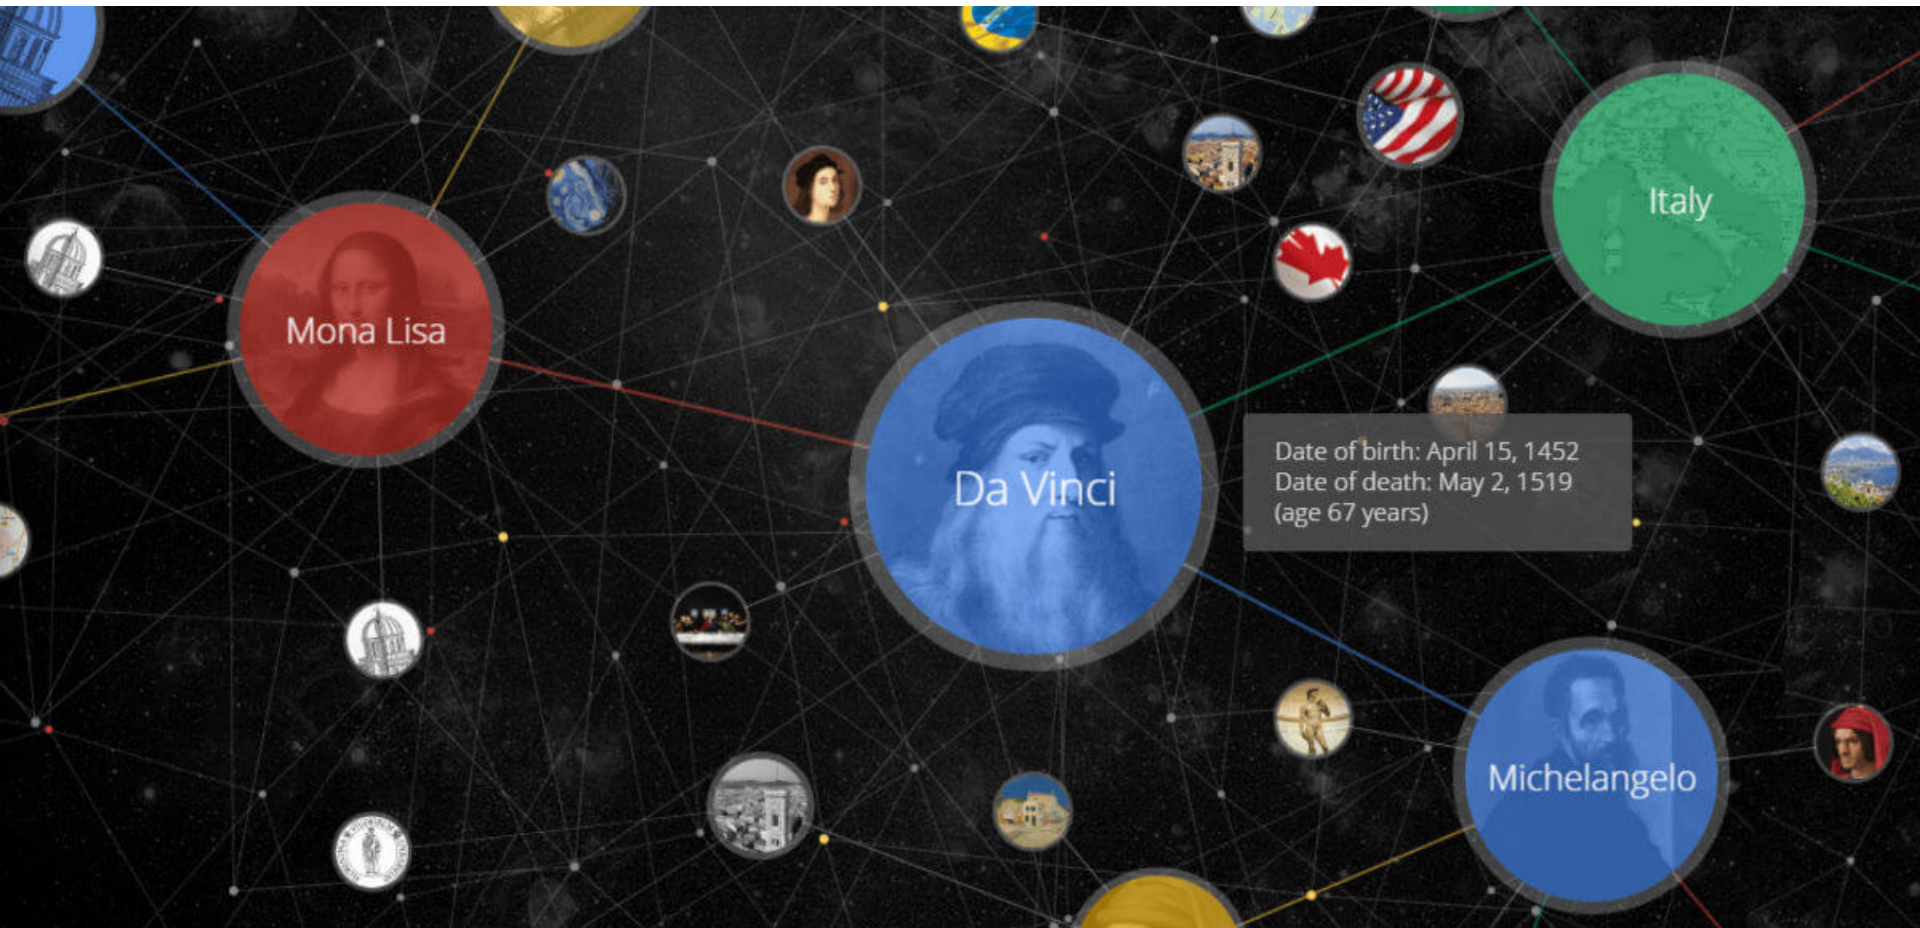 Italy
Mona Lisa
Date of birth: April 15, 1452
Date of death: May 2, 1519
(age 67 years)
Da Vinci
Michelangelo